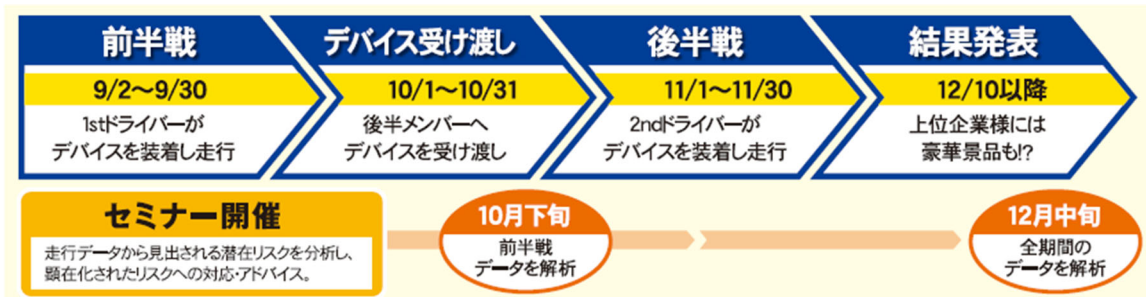 前半戦
9/2～9/30
1stドライバーが
デバイスを装着し走行
デバイス受け渡し
10/1～10/31
後半メンバーへ
デバイスを受け渡し
後半戦
11/1～11/30
2ndドライバーが
デバイスを装着し走行
結果発表
12/10以降
上位企業様には
豪華景品も!?
セミナー開催
走行データから見出される潜在リスクを分析し、
顕在化されたリスクへの対応・アドバイス。
10月下旬
前半戦
データを解析
12月中旬
全期間の
データを解析